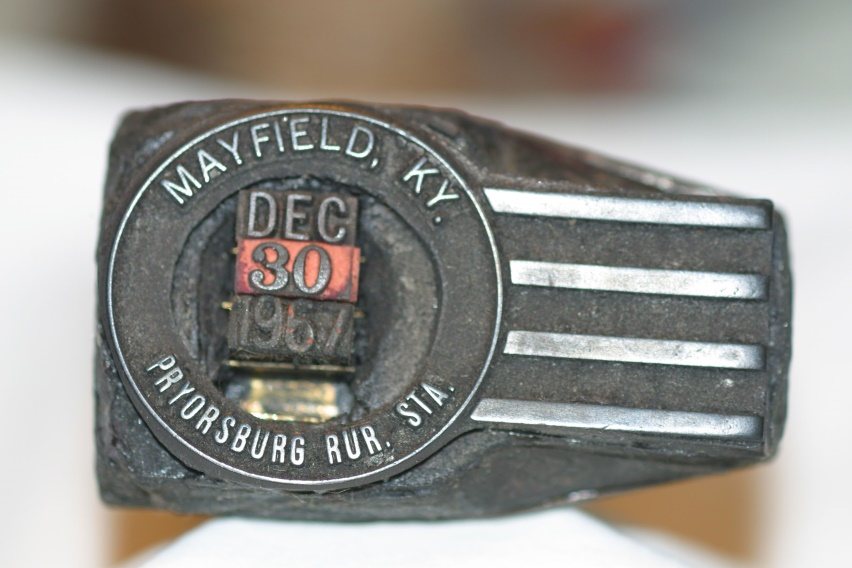 MAYFIELD, KY.
DEC
30
1957
PRYORSBURG RUR. STA.